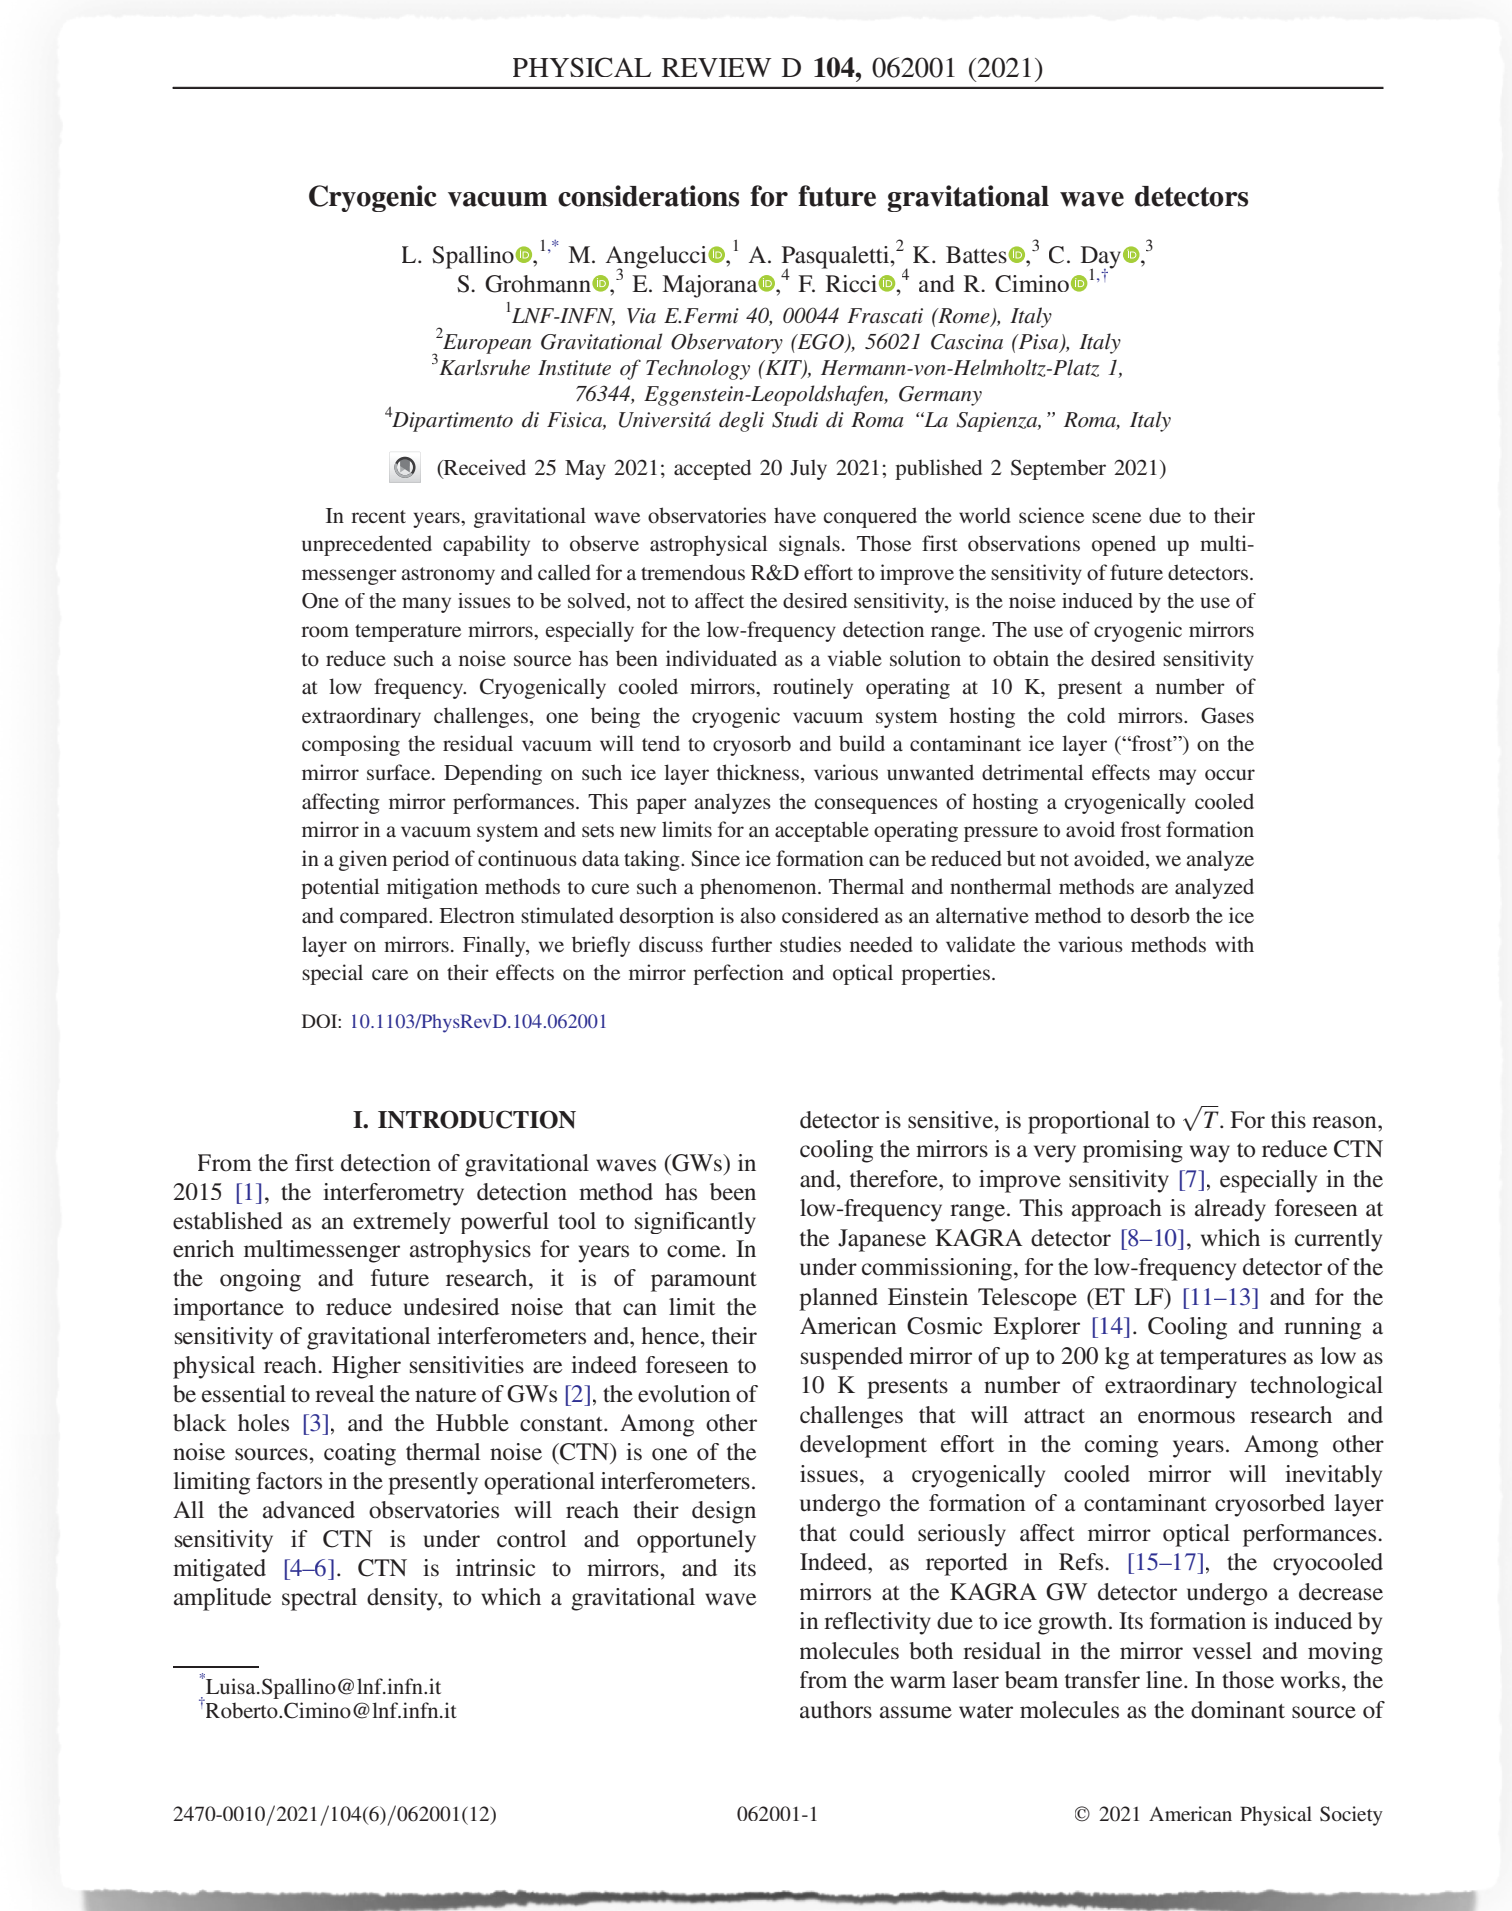 PHYSICAL REVIEW D 104, 062001 (2021)
Cryogenic vacuum considerations for future gravitational wave detectors
L. Spallino iD,1,* M. Angelucci iD,1 A. Pasqualetti,2 K. Battes iD,3 C. Day iD,3
S. Grohmann iD,3 E. Majorana iD,4 F. Ricci iD,4 and R. Cimino iD1,†
1LNF-INFN, Via E.Fermi 40, 00044 Frascati (Rome), Italy
2European Gravitational Observatory (EGO), 56021 Cascina (Pisa), Italy
3Karlsruhe Institute of Technology (KIT), Hermann-von-Helmholtz-Platz 1,
76344, Eggenstein-Leopoldshafen, Germany
4Dipartimento di Fisica, Universitá degli Studi di Roma “La Sapienza,” Roma, Italy
(Received 25 May 2021; accepted 20 July 2021; published 2 September 2021)
In recent years, gravitational wave observatories have conquered the world science scene due to their
unprecedented capability to observe astrophysical signals. Those first observations opened up multi-
messenger astronomy and called for a tremendous R&D effort to improve the sensitivity of future detectors.
One of the many issues to be solved, not to affect the desired sensitivity, is the noise induced by the use of
room temperature mirrors, especially for the low-frequency detection range. The use of cryogenic mirrors
to reduce such a noise source has been individuated as a viable solution to obtain the desired sensitivity
at low frequency. Cryogenically cooled mirrors, routinely operating at 10 K, present a number of
extraordinary challenges, one being the cryogenic vacuum system hosting the cold mirrors. Gases
composing the residual vacuum will tend to cryosorb and build a contaminant ice layer (“frost”) on the
mirror surface. Depending on such ice layer thickness, various unwanted detrimental effects may occur
affecting mirror performances. This paper analyzes the consequences of hosting a cryogenically cooled
mirror in a vacuum system and sets new limits for an acceptable operating pressure to avoid frost formation
in a given period of continuous data taking. Since ice formation can be reduced but not avoided, we analyze
potential mitigation methods to cure such a phenomenon. Thermal and nonthermal methods are analyzed
and compared. Electron stimulated desorption is also considered as an alternative method to desorb the ice
layer on mirrors. Finally, we briefly discuss further studies needed to validate the various methods with
special care on their effects on the mirror perfection and optical properties.
DOI: 10.1103/PhysRevD.104.062001
I. INTRODUCTION
From the first detection of gravitational waves (GWs) in
2015 [1], the interferometry detection method has been
established as an extremely powerful tool to significantly
enrich multimessenger astrophysics for years to come. In
the ongoing and future research, it is of paramount
importance to reduce undesired noise that can limit the
sensitivity of gravitational interferometers and, hence, their
physical reach. Higher sensitivities are indeed foreseen to
be essential to reveal the nature of GWs [2], the evolution of
black holes [3], and the Hubble constant. Among other
noise sources, coating thermal noise (CTN) is one of the
limiting factors in the presently operational interferometers.
All the advanced observatories will reach their design
sensitivity if CTN is under control and opportunely
mitigated [4–6]. CTN is intrinsic to mirrors, and its
amplitude spectral density, to which a gravitational wave
*Luisa.Spallino@lnf.infn.it
†Roberto.Cimino@lnf.infn.it
detector is sensitive, is proportional to √T. For this reason,
cooling the mirrors is a very promising way to reduce CTN
and, therefore, to improve sensitivity [7], especially in the
low-frequency range. This approach is already foreseen at
the Japanese KAGRA detector [8–10], which is currently
under commissioning, for the low-frequency detector of the
planned Einstein Telescope (ET LF) [11–13] and for the
American Cosmic Explorer [14]. Cooling and running a
suspended mirror of up to 200 kg at temperatures as low as
10 K presents a number of extraordinary technological
challenges that will attract an enormous research and
development effort in the coming years. Among other
issues, a cryogenically cooled mirror will inevitably
undergo the formation of a contaminant cryosorbed layer
that could seriously affect mirror optical performances.
Indeed, as reported in Refs. [15–17], the cryocooled
mirrors at the KAGRA GW detector undergo a decrease
in reflectivity due to ice growth. Its formation is induced by
molecules both residual in the mirror vessel and moving
from the warm laser beam transfer line. In those works, the
authors assume water molecules as the dominant source of
2470-0010/2021/104(6)/062001(12)
062001-1
© 2021 American Physical Society